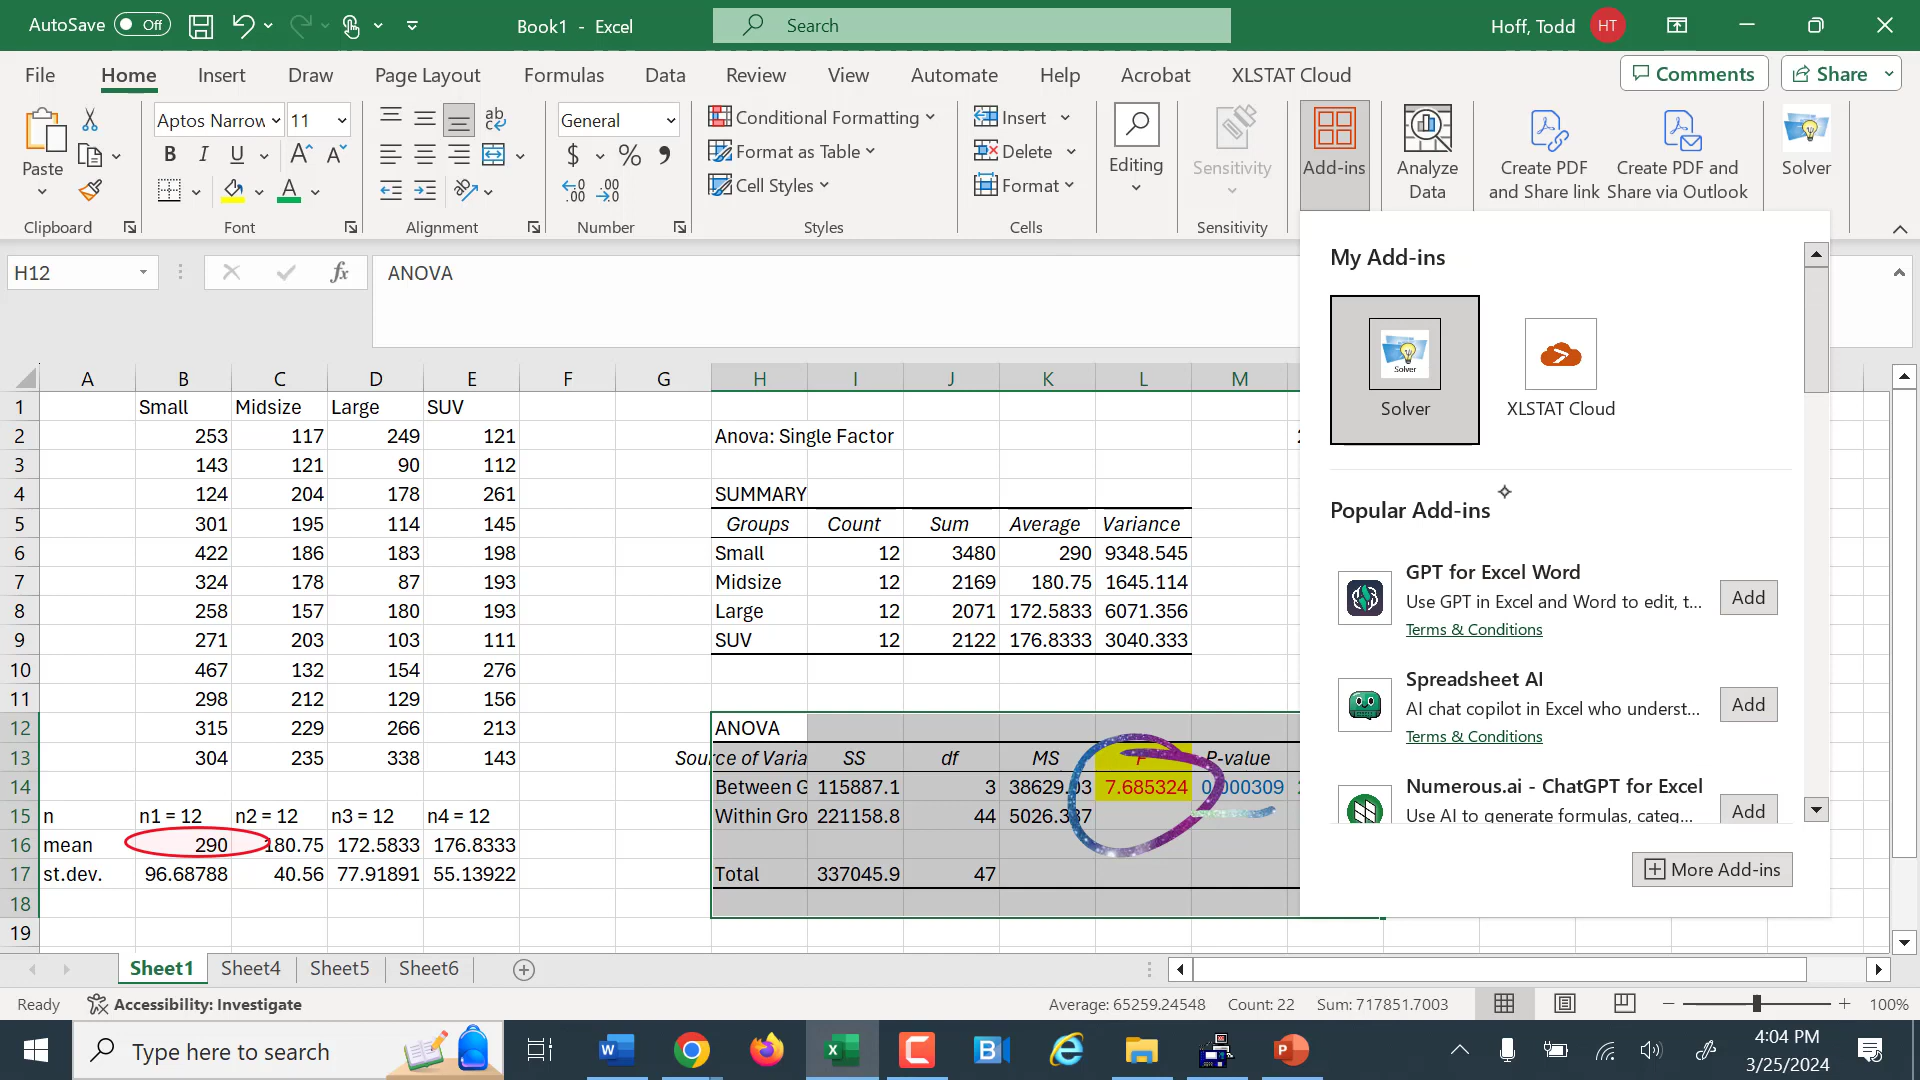 AutoSave Off Book1 - Excel Search Hoff, Todd HT
File Home Insert Draw Page Layout Formulas Data Review View Automate Help Acrobat XLSTAT Cloud Comments Share
Paste
Clipboard
Aptos Narrow 11
B I U A A
A
Font
ab
Alignment
General
$ % 9
.00 .00
Number
Conditional Formatting
Format as Table
Cell Styles
Styles
Insert
Delete
Format
Cells
Editing
Sensitivity
Sensitivity
Add-ins
Analyze
Data
Create PDF
and Share link
Create PDF and
Share via Outlook
Solver
H12 fx ANOVA
A B C D E F G H I J K L M
1 Small Midsize Large SUV
2 253 117 249 121 Anova: Single Factor
3 143 121 90 112
4 124 204 178 261 SUMMARY
5 301 195 114 145 Groups Count Sum Average Variance
6 422 186 183 198 Small 12 3480 290 9348.545
7 324 178 87 193 Midsize 12 2169 180.75 1645.114
8 258 157 180 193 Large 12 2071 172.5833 6071.356
9 271 203 103 111 SUV 12 2122 176.8333 3040.333
10 467 132 154 276
11 298 212 129 156
12 315 229 266 213 ANOVA
13 304 235 338 143 Source of Varia SS df MS F P-value
14 Between G 115887.1 3 38629.03 7.685324 0.000309
15 n n1 = 12 n2 = 12 n3 = 12 n4 = 12 Within Gro 221158.8 44 5026.337
16 mean 290 180.75 172.5833 176.8333
17 st.dev. 96.68788 40.56 77.91891 55.13922 Total 337045.9 47
18
19
My Add-ins
Solver
Solver XLSTAT Cloud
Popular Add-ins
GPT for Excel Word
Use GPT in Excel and Word to edit, t...
Terms & Conditions
Add
Spreadsheet AI
AI chat copilot in Excel who underst...
Terms & Conditions
Add
Numerous.ai - ChatGPT for Excel
Use AI to generate formulas, categ...
Add
More Add-ins
Sheet1 Sheet4 Sheet5 Sheet6
Ready Accessibility: Investigate Average: 65259.24548 Count: 22 Sum: 717851.7003 100%
Type here to search
4:04 PM
3/25/2024